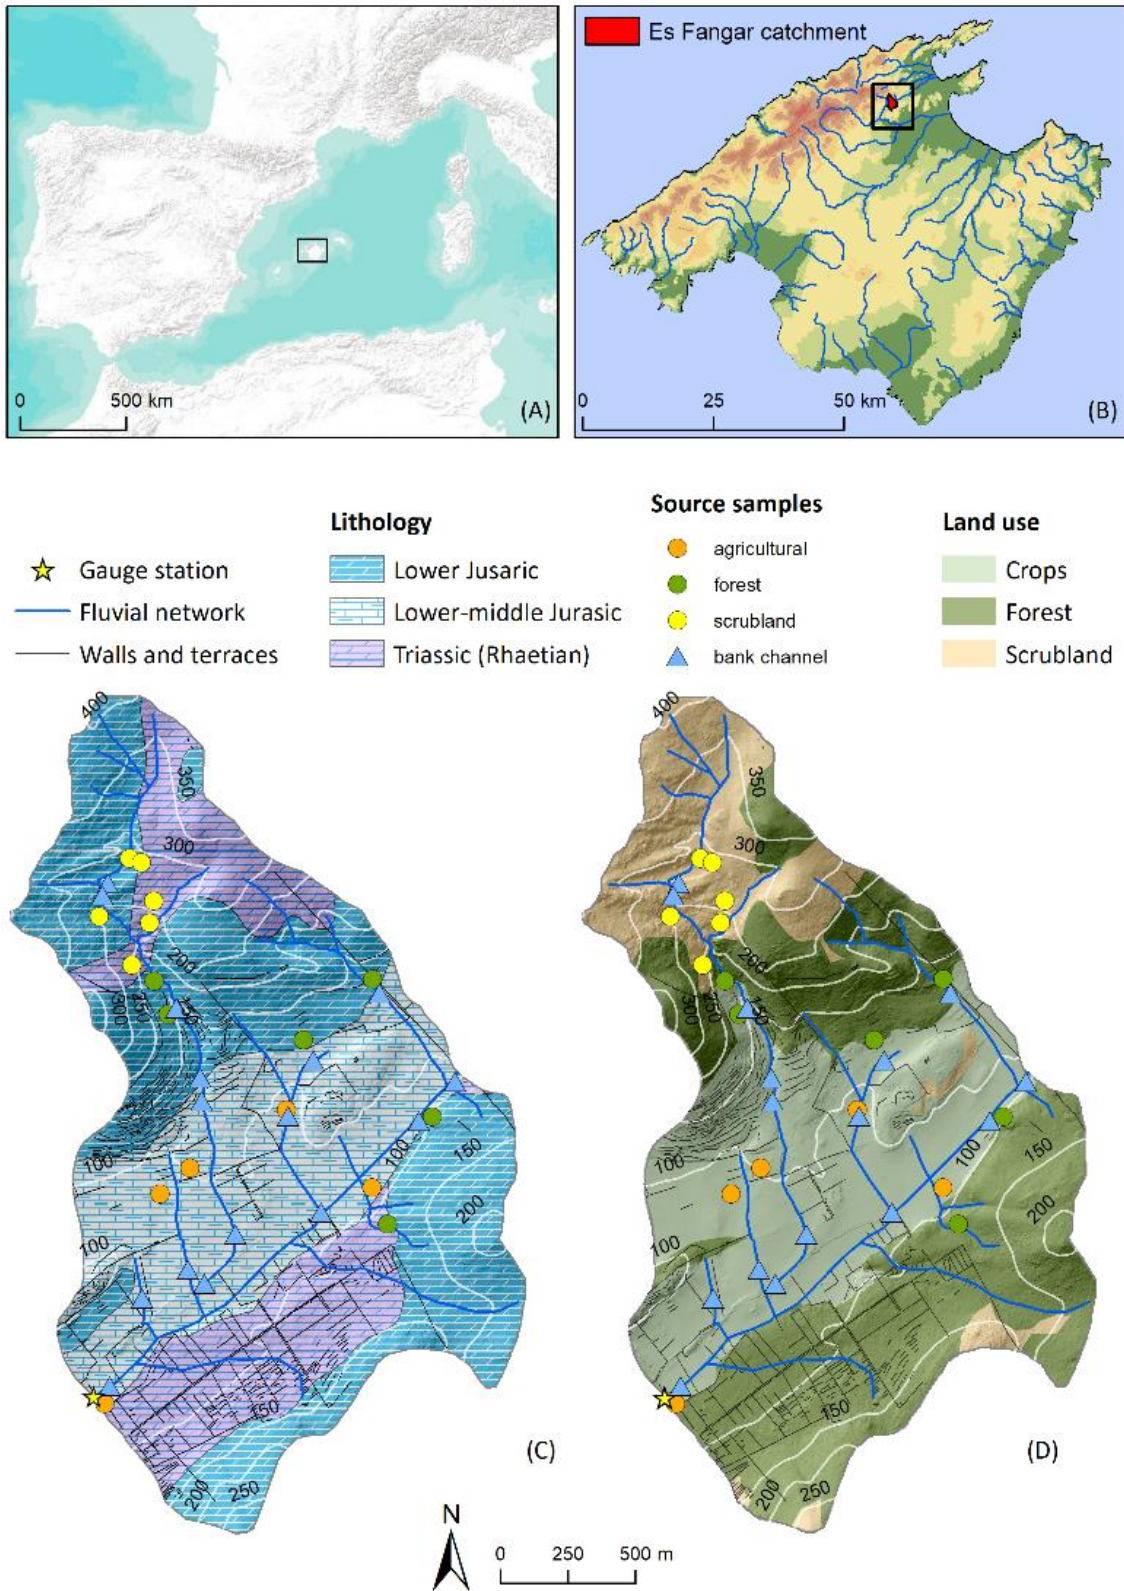 0 500 km (A)
Es Fangar catchment
0 25 50 km (B)
Lithology
Source samples
Land use
Gauge station
Fluvial network
Walls and terraces
Lower Jusaric
Lower-middle Jurasic
Triassic (Rhaetian)
agricultural
forest
scrubland
bank channel
Crops
Forest
Scrubland
400
350
300
200
300
250
150
100
100
100
150
200
150
200
250
(C)
400
350
300
200
300
250
150
100
100
100
150
200
150
200
250
(D)
N
0 250 500 m